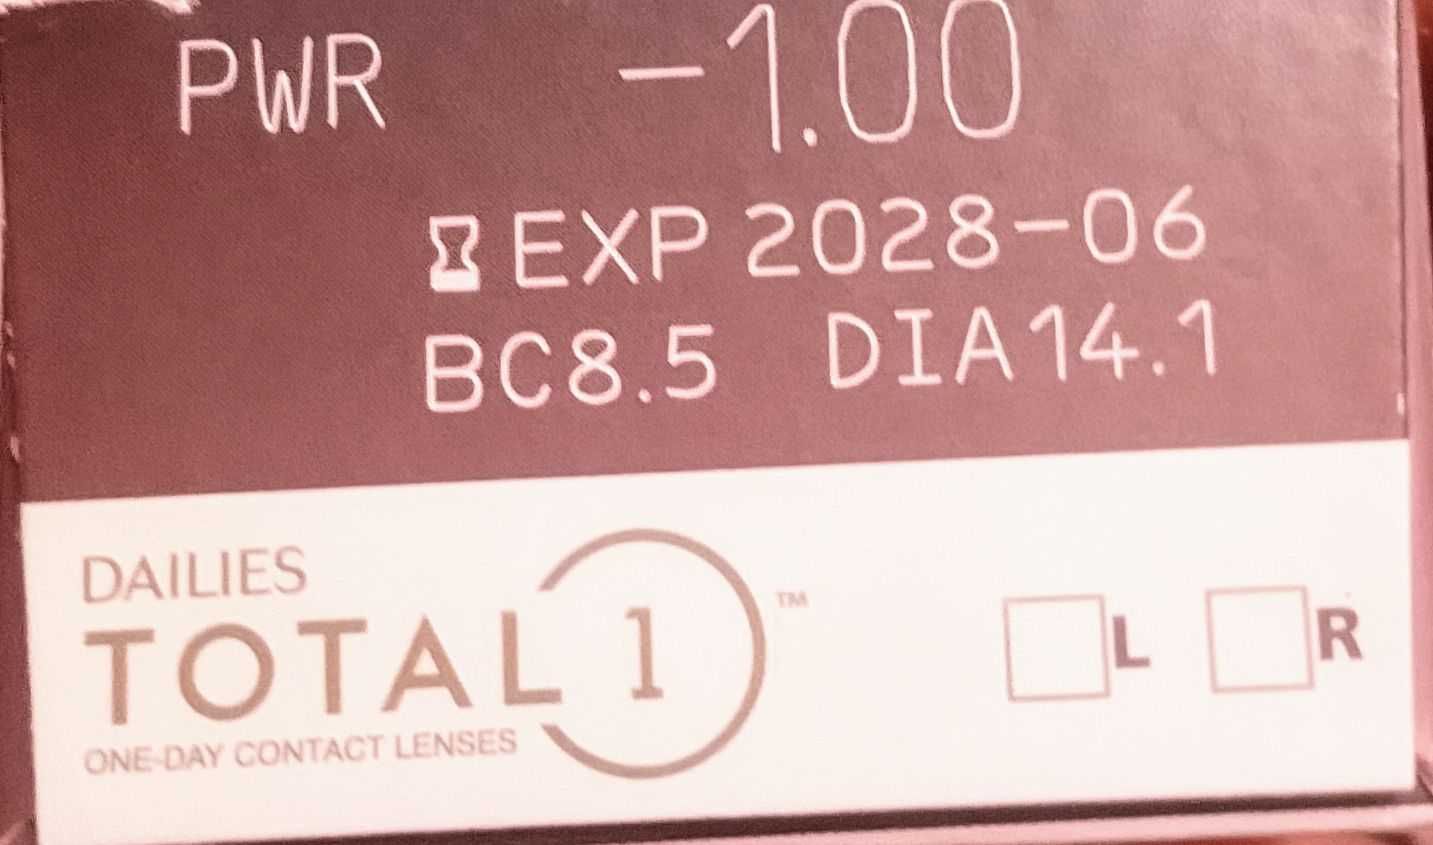 PWR -1.00
EXP 2028-06
BC8.5 DIA14.1
DAILIES
TOTAL 1 ™
ONE-DAY CONTACT LENSES
L R